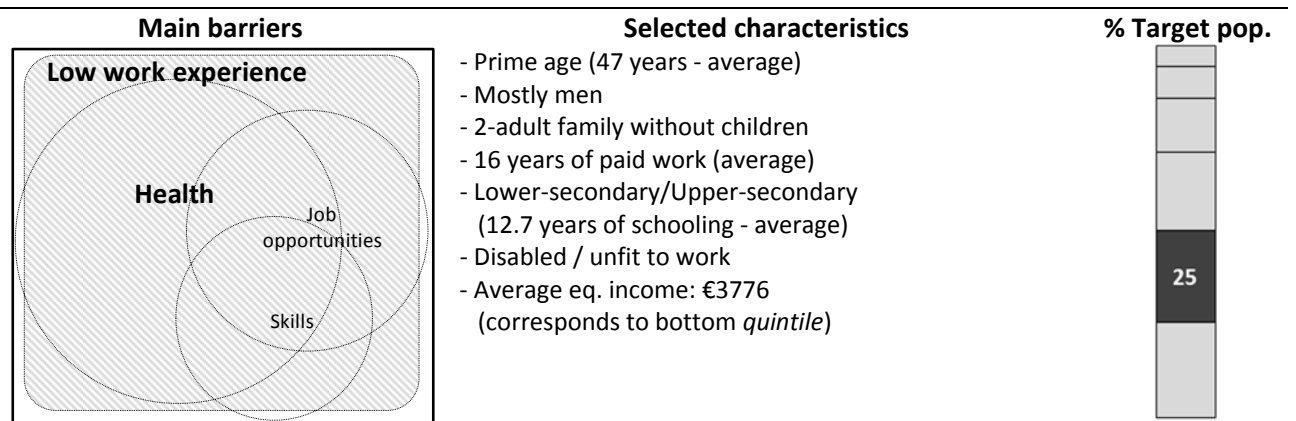 Main barriers
Selected characteristics
% Target pop.
Low work experience
Health
Job
opportunities
Skills
- Prime age (47 years - average)
- Mostly men
- 2-adult family without children
- 16 years of paid work (average)
- Lower-secondary/Upper-secondary
(12.7 years of schooling - average)
- Disabled / unfit to work
- Average eq. income: €3776
(corresponds to bottom quintile)
25